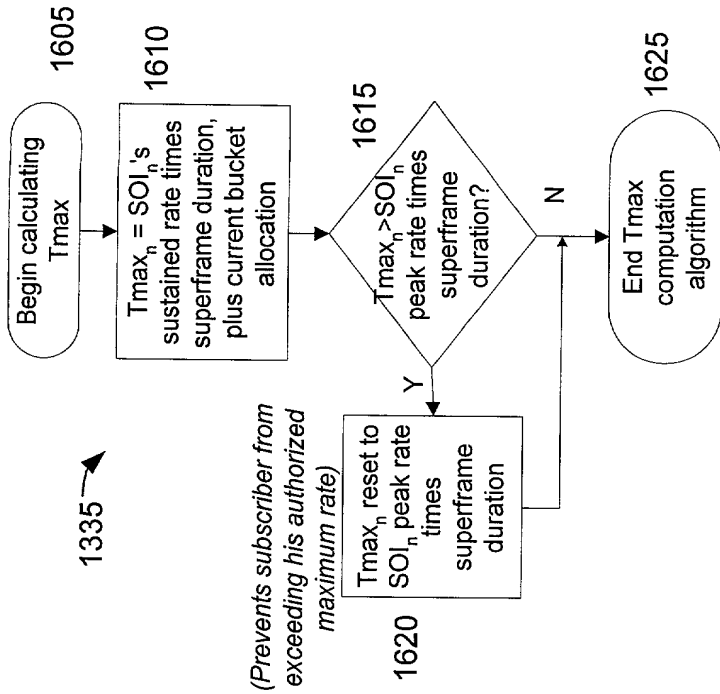 1335
Begin calculating
Tmax
1605
Tmaxₙ = SOIₙ's
sustained rate times
superframe duration,
plus current bucket
allocation
1610
Tmaxₙ>SOIₙ
peak rate times
superframe
duration?
1615
Y
N
(Prevents subscriber from
exceeding his authorized
maximum rate)
Tmaxₙ reset to
SOIₙ peak rate
times
superframe
duration
1620
End Tmax
computation
algorithm
1625